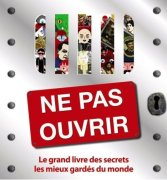 NE PAS
OUVRIR
Le grand livre des secrets
les mieux gardés du monde